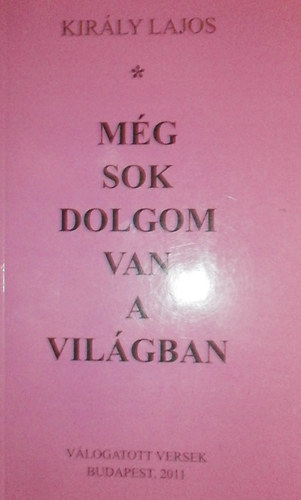 KIRÁLY LAJOS
*
MÉG
SOK
DOLGOM
VAN
A
VILÁGBAN
VÁLOGATOTT VERSEK
BUDAPEST, 2011